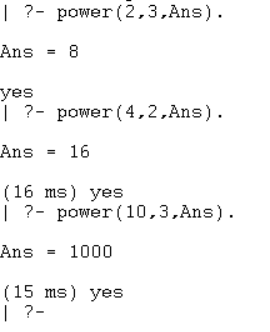 | ?- power(2,3,Ans).
Ans = 8
yes
| ?- power(4,2,Ans).
Ans = 16
(16 ms) yes
| ?- power(10,3,Ans).
Ans = 1000
(15 ms) yes
| ?-